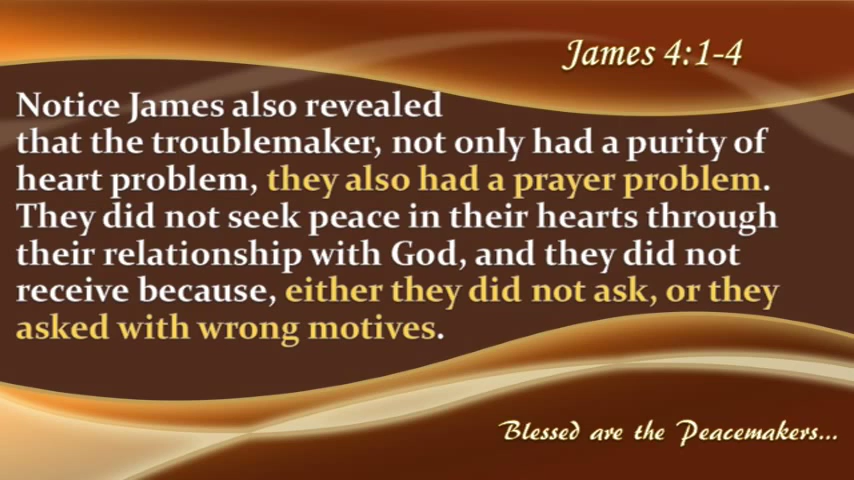 James 4:1-4
Notice James also revealed
that the troublemaker, not only had a purity of
heart problem, they also had a prayer problem.
They did not seek peace in their hearts through
their relationship with God, and they did not
receive because, either they did not ask, or they
asked with wrong motives.
Blessed are the Peacemakers...